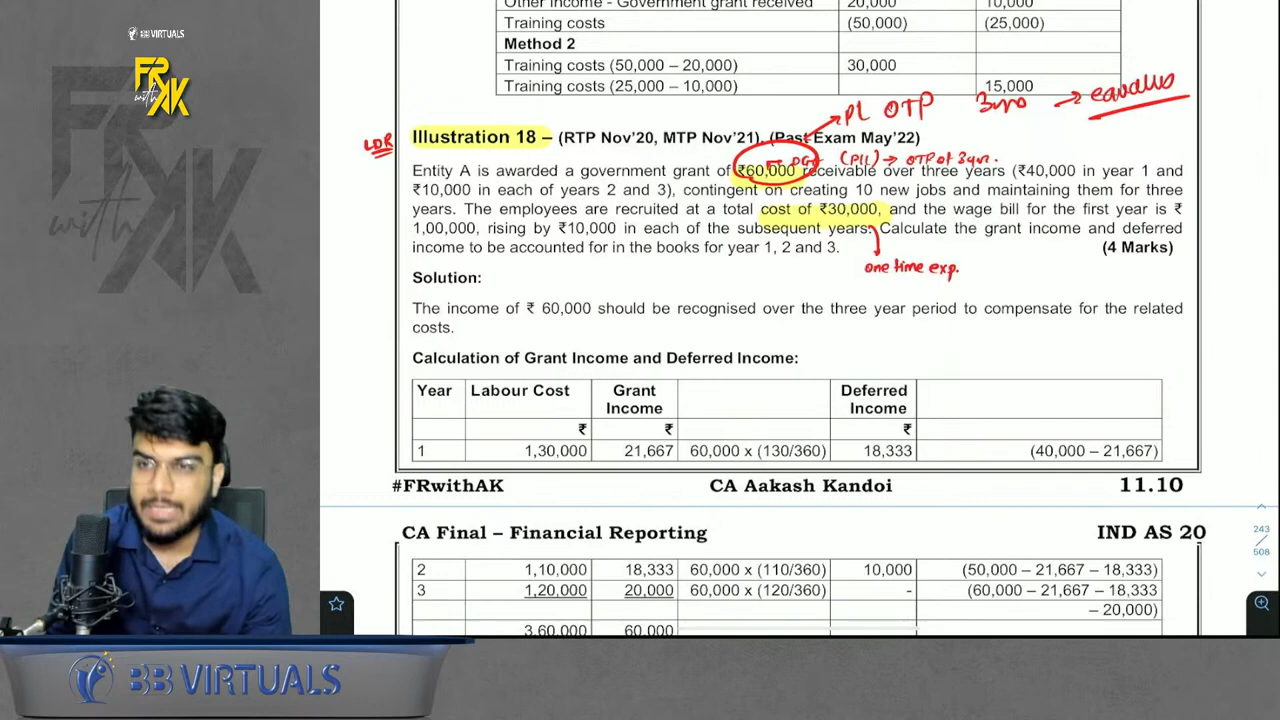 BB VIRTUALS
FR
with
AK
FR
with
AK
Other income - Government grant received 20,000 10,000
Training costs (50,000) (25,000)
Method 2
Training costs (50,000 – 20,000) 30,000
Training costs (25,000 – 10,000) 15,000
PL OTP 3yrs →
LDR
Illustration 18 – (RTP Nov'20, MTP Nov'21), (Past Exam May'22)
(P/L) → OTP of 3yr.
Entity A is awarded a government grant of ₹60,000 receivable over three years (₹40,000 in year 1 and
₹10,000 in each of years 2 and 3), contingent on creating 10 new jobs and maintaining them for three
years. The employees are recruited at a total cost of ₹30,000, and the wage bill for the first year is ₹
1,00,000, rising by ₹10,000 in each of the subsequent years. Calculate the grant income and deferred
income to be accounted for in the books for year 1, 2 and 3. (4 Marks)
one time exp.
Solution:
The income of ₹ 60,000 should be recognised over the three year period to compensate for the related
costs.
Calculation of Grant Income and Deferred Income:
Year Labour Cost Grant Income Deferred Income
₹ ₹ ₹
1 1,30,000 21,667 60,000 x (130/360) 18,333 (40,000 – 21,667)
#FRwithAK CA Aakash Kandoi 11.10
243
/
508
CA Final – Financial Reporting IND AS 20
2 1,10,000 18,333 60,000 x (110/360) 10,000 (50,000 – 21,667 – 18,333)
3 1,20,000 20,000 60,000 x (120/360) - (60,000 – 21,667 – 18,333
– 20,000)
3,60,000 60,000
BB VIRTUALS